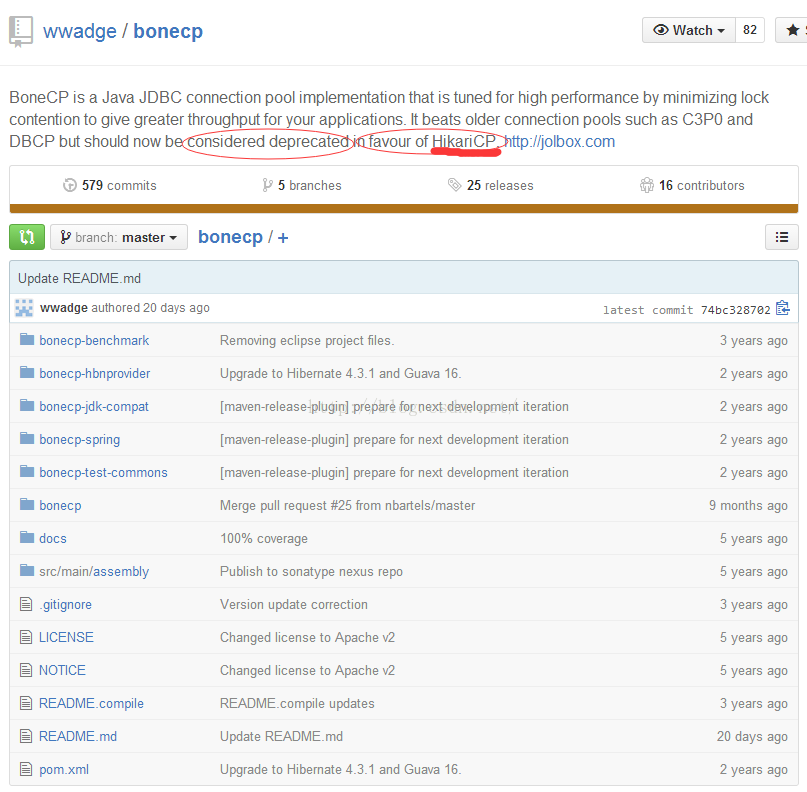 wwadge / bonecp
Watch 82
BoneCP is a Java JDBC connection pool implementation that is tuned for high performance by minimizing lock
contention to give greater throughput for your applications. It beats older connection pools such as C3P0 and
DBCP but should now be considered deprecated in favour of HikariCP. http://jolbox.com
579 commits 5 branches 25 releases 16 contributors
branch: master bonecp / +
Update README.md
wwadge authored 20 days ago latest commit 74bc328702
bonecp-benchmark Removing eclipse project files. 3 years ago
bonecp-hbnprovider Upgrade to Hibernate 4.3.1 and Guava 16. 2 years ago
bonecp-jdk-compat [maven-release-plugin] prepare for next development iteration 2 years ago
bonecp-spring [maven-release-plugin] prepare for next development iteration 2 years ago
bonecp-test-commons [maven-release-plugin] prepare for next development iteration 2 years ago
bonecp Merge pull request #25 from nbartels/master 9 months ago
docs 100% coverage 5 years ago
src/main/assembly Publish to sonatype nexus repo 5 years ago
.gitignore Version update correction 3 years ago
LICENSE Changed license to Apache v2 5 years ago
NOTICE Changed license to Apache v2 5 years ago
README.compile README.compile updates 3 years ago
README.md Update README.md 20 days ago
pom.xml Upgrade to Hibernate 4.3.1 and Guava 16. 2 years ago